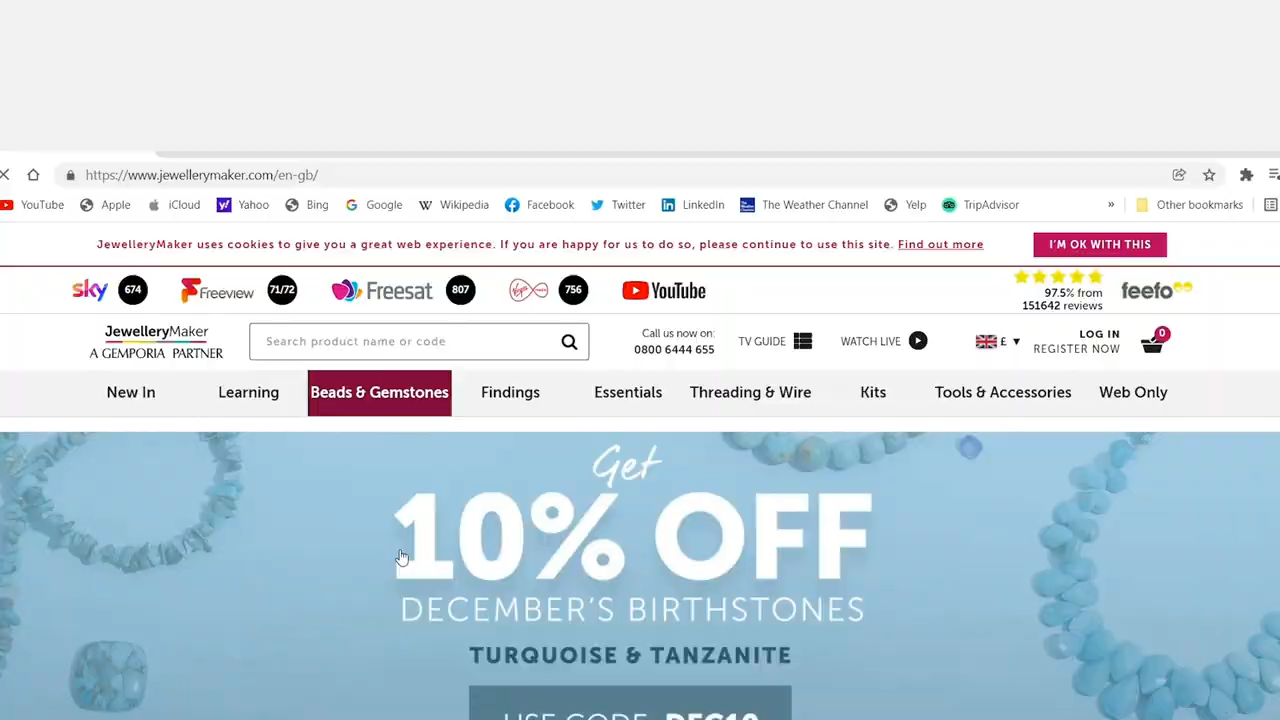 https://www.jewellerymaker.com/en-gb/
YouTube Apple iCloud Yahoo Bing Google Wikipedia Facebook Twitter LinkedIn The Weather Channel Yelp TripAdvisor » Other bookmarks
JewelleryMaker uses cookies to give you a great web experience. If you are happy for us to do so, please continue to use this site. Find out more
I'M OK WITH THIS
sky 674 Freeview 71/72 Freesat 807 Virgin media 756 YouTube
97.5% from
151642 reviews
feefo
JewelleryMaker
A GEMPORIA PARTNER
Search product name or code
Call us now on:
0800 6444 655
TV GUIDE
WATCH LIVE
£ ▼
LOG IN
REGISTER NOW
0
New In Learning Beads & Gemstones Findings Essentials Threading & Wire Kits Tools & Accessories Web Only
Get
10% OFF
DECEMBER'S BIRTHSTONES
TURQUOISE & TANZANITE
USE CODE DEC10